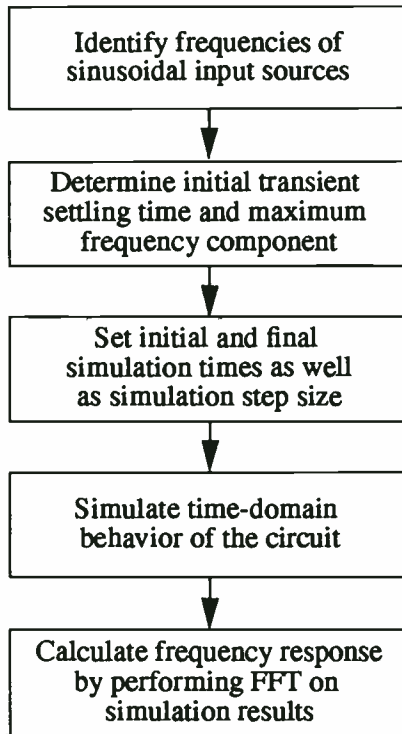 Identify frequencies of
sinusoidal input sources
Determine initial transient
settling time and maximum
frequency component
Set initial and final
simulation times as well
as simulation step size
Simulate time-domain
behavior of the circuit
Calculate frequency response
by performing FFT on
simulation results